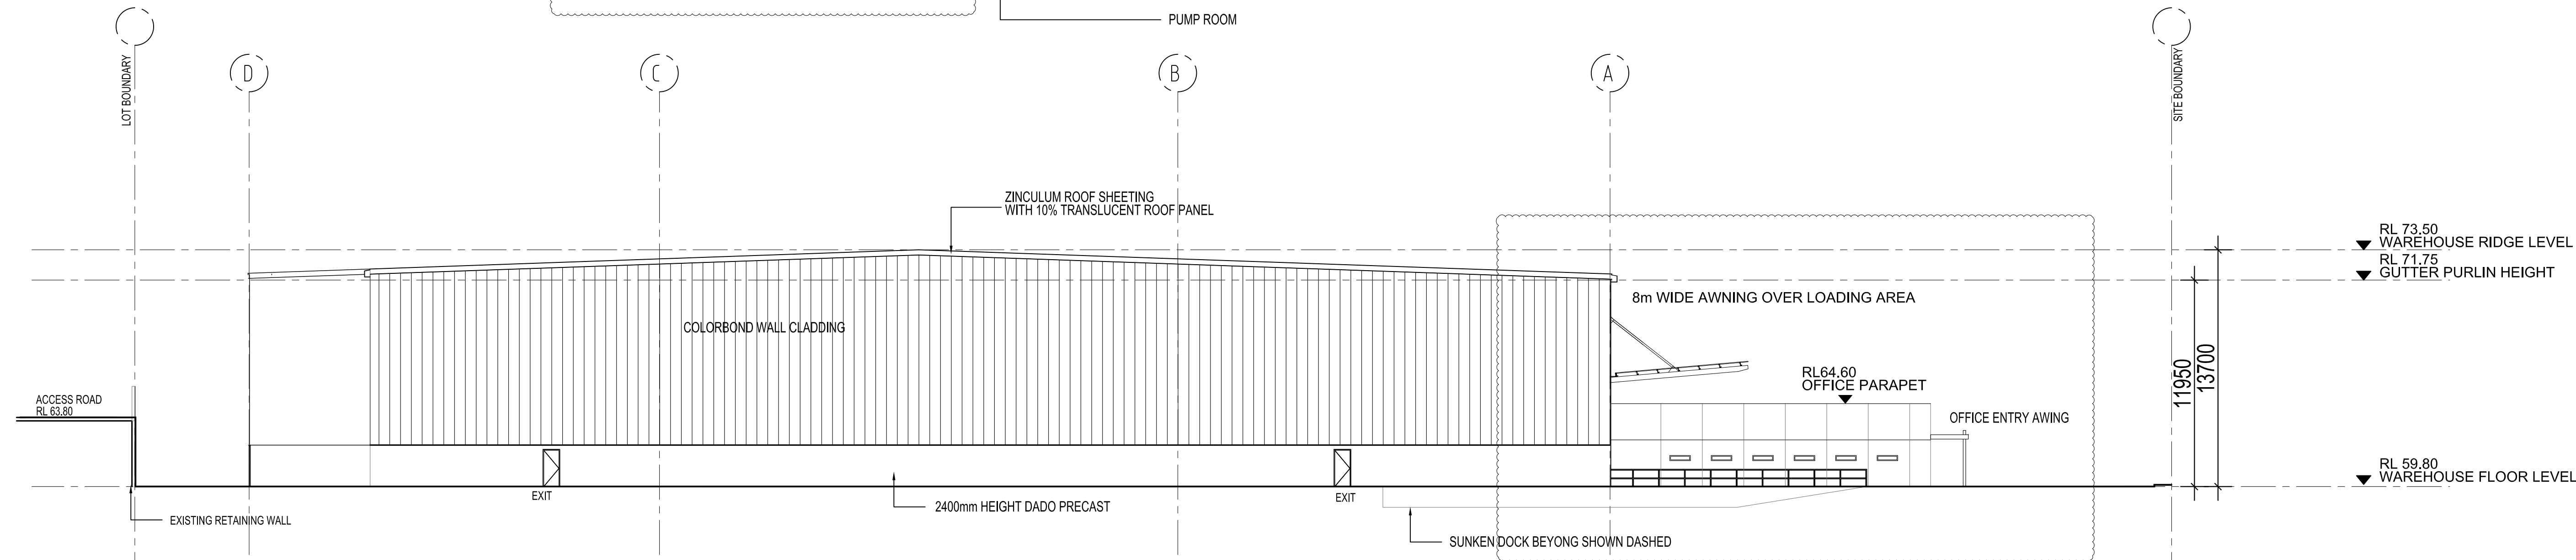 PUMP ROOM
LOT BOUNDARY
D
C
B
A
SITE BOUNDARY
ZINCULUM ROOF SHEETING
WITH 10% TRANSLUCENT ROOF PANEL
RL 73.50
WAREHOUSE RIDGE LEVEL
RL 71.75
GUTTER PURLIN HEIGHT
8m WIDE AWNING OVER LOADING AREA
COLORBOND WALL CLADDING
11950
13700
RL64.60
OFFICE PARAPET
ACCESS ROAD
RL 63.80
OFFICE ENTRY AWING
RL 59.80
WAREHOUSE FLOOR LEVEL
EXIT
EXIT
2400mm HEIGHT DADO PRECAST
EXISTING RETAINING WALL
SUNKEN DOCK BEYONG SHOWN DASHED